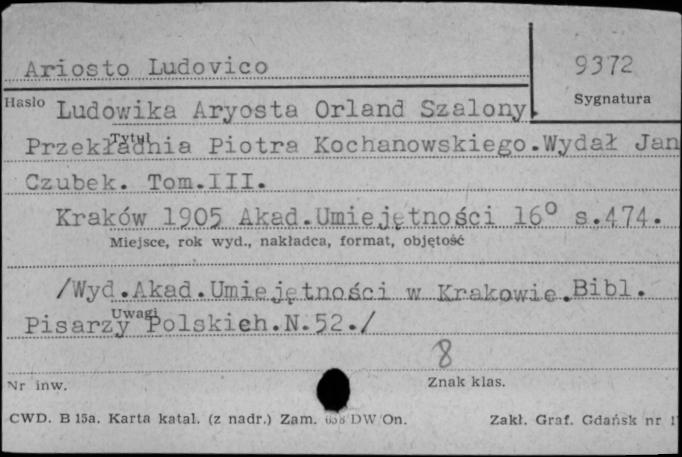 Ariosto Ludovico
9372
Hasło
Sygnatura
Ludowika Aryosta Orland Szalony
Tytuł
Przekładnia Piotra Kochanowskiego.Wydał Jan
Czubek. Tom.III.
Kraków 1905 Akad.Umiejętności 16° s.474.
Miejsce, rok wyd., nakładca, format, objętość
/Wyd.Akad.Umiejętności w Krakowie.Bibl.
Uwagi
Pisarzy Polskich.N.52./
8
Nr inw.
Znak klas.
CWD. B 15a. Karta katal. (z nadr.) Zam. DW/On.
Zakł. Graf. Gdańsk nr